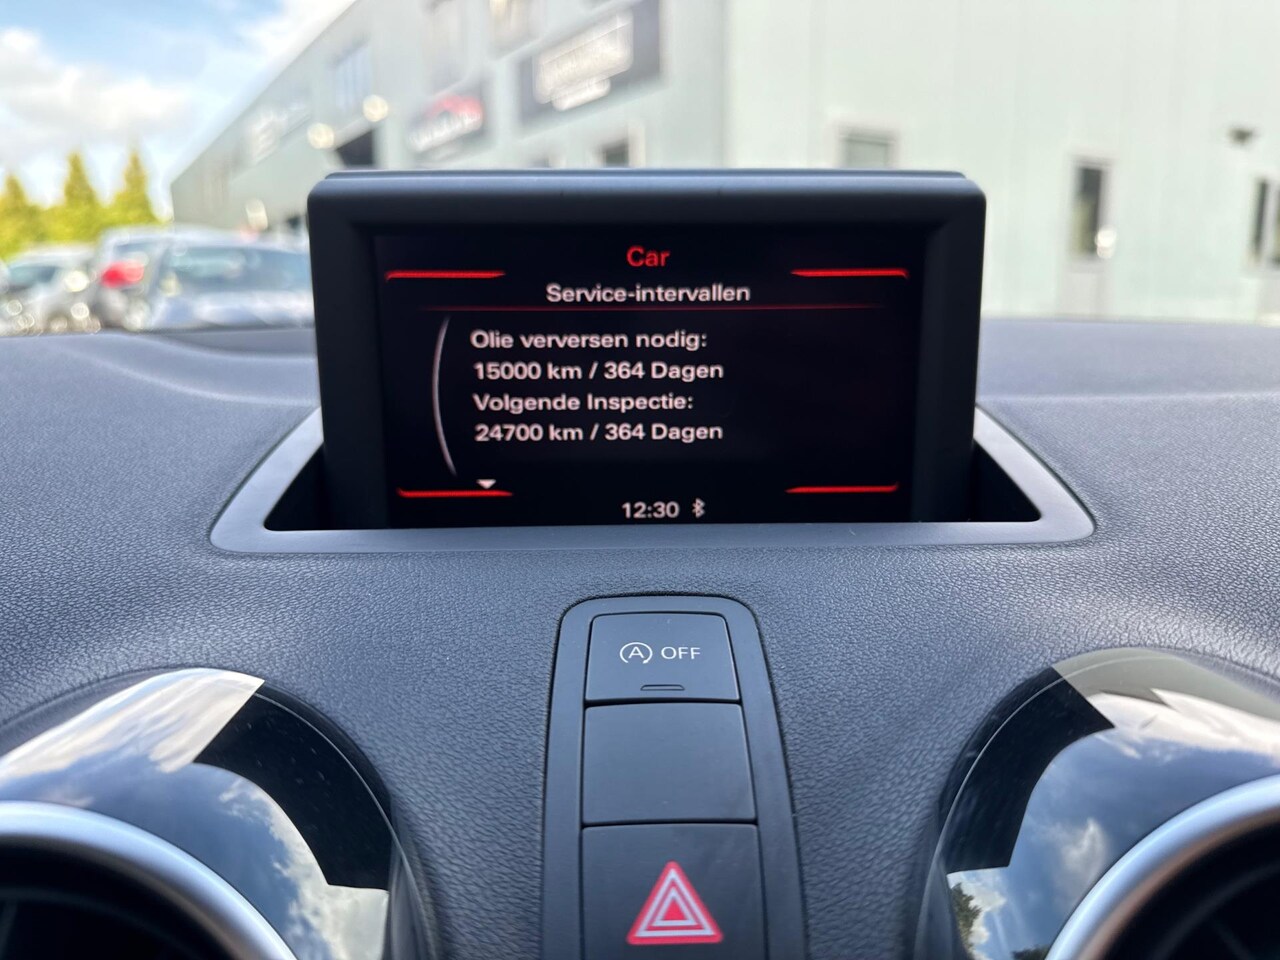 Car
Service-intervallen
Olie verversen nodig:
15000 km / 364 Dagen
Volgende Inspectie:
24700 km / 364 Dagen
12:30
A OFF